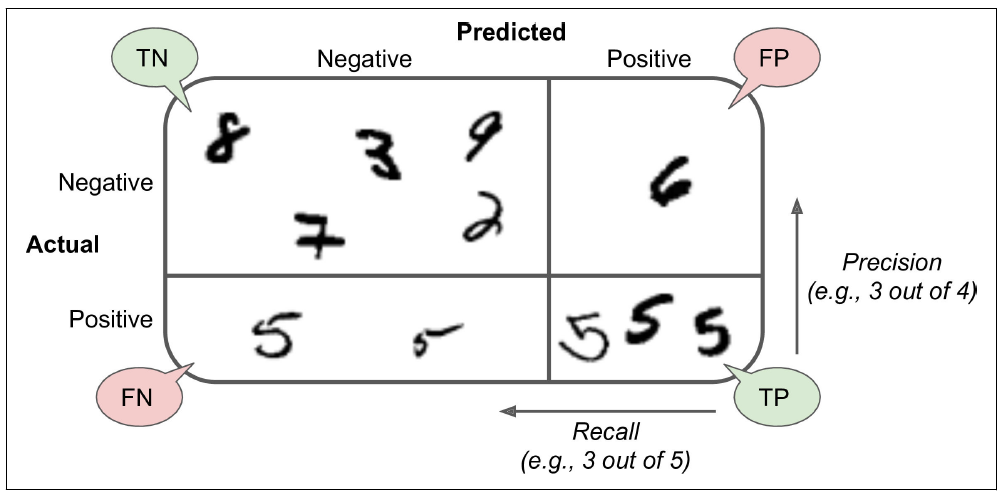 Predicted
TN
Negative
Positive
FP
8
3
9
Negative
6
7
2
Actual
Precision
(e.g., 3 out of 4)
Positive
5
5
5
5
5
FN
TP
Recall
(e.g., 3 out of 5)